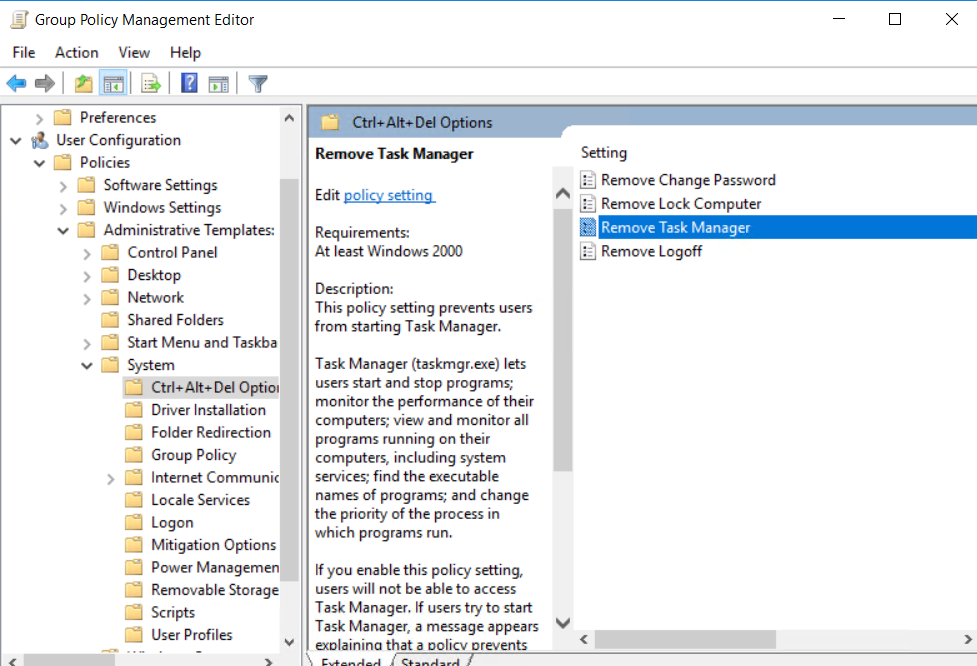 Group Policy Management Editor
File Action View Help
Preferences
User Configuration
Policies
Software Settings
Windows Settings
Administrative Templates:
Control Panel
Desktop
Network
Shared Folders
Start Menu and Taskba
System
Ctrl+Alt+Del Option
Driver Installation
Folder Redirection
Group Policy
Internet Communic
Locale Services
Logon
Mitigation Options
Power Managemen
Removable Storage
Scripts
User Profiles
Ctrl+Alt+Del Options
Remove Task Manager
Edit policy setting
Requirements:
At least Windows 2000
Description:
This policy setting prevents users
from starting Task Manager.
Task Manager (taskmgr.exe) lets
users start and stop programs;
monitor the performance of their
computers; view and monitor all
programs running on their
computers, including system
services; find the executable
names of programs; and change
the priority of the process in
which programs run.
If you enable this policy setting,
users will not be able to access
Task Manager. If users try to start
Task Manager, a message appears
explaining that a policy prevents
Setting
Remove Change Password
Remove Lock Computer
Remove Task Manager
Remove Logoff
Extended Standard